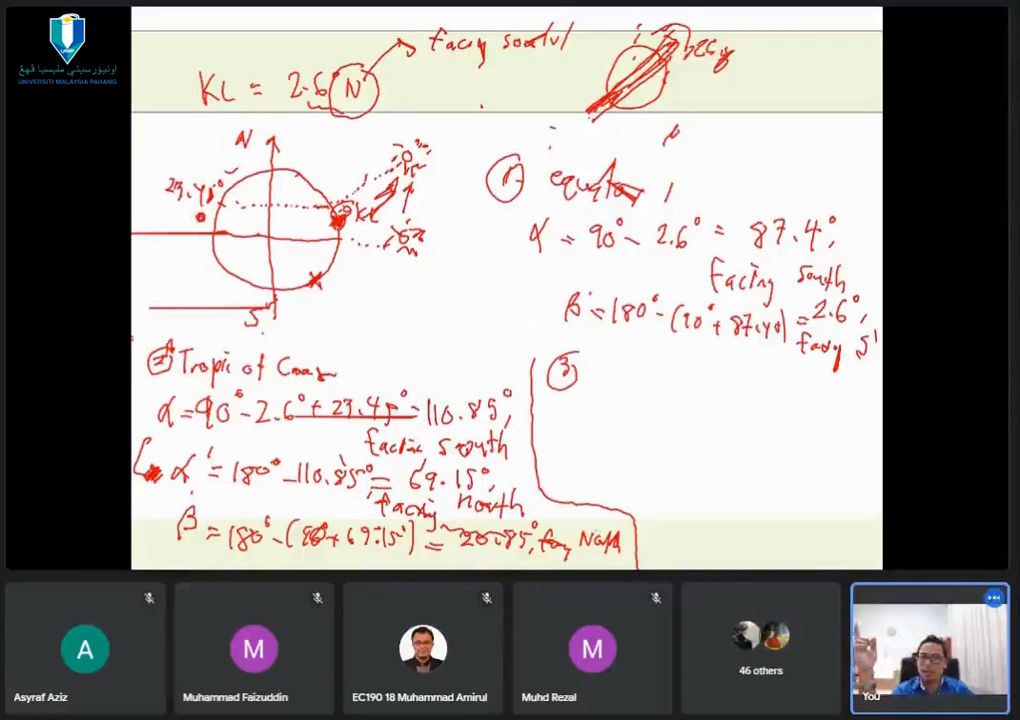 UMP
اونيۏرسيتي مليسيا ڤهڠ
UNIVERSITI MALAYSIA PAHANG
KL = 2.6 N → facing south
N
23.45°
KL
S
① equator
α = 90° - 2.6° = 87.4°,
facing south
β = 180° - (90° + 87.4°) = 2.6°,
facing S
② Tropic of Cancer
α = 90° - 2.6° + 23.45° = 110.85°,
facing south
α' = 180° - 110.85° = 69.15°,
facing north
β = 180° - (90° + 69.15°) = 20.85°, facing North
③
A
M
M
46 others
Asyraf Aziz
Muhammad Faizuddin
EC190 18 Muhammad Amirul
Muhd Rezal
You